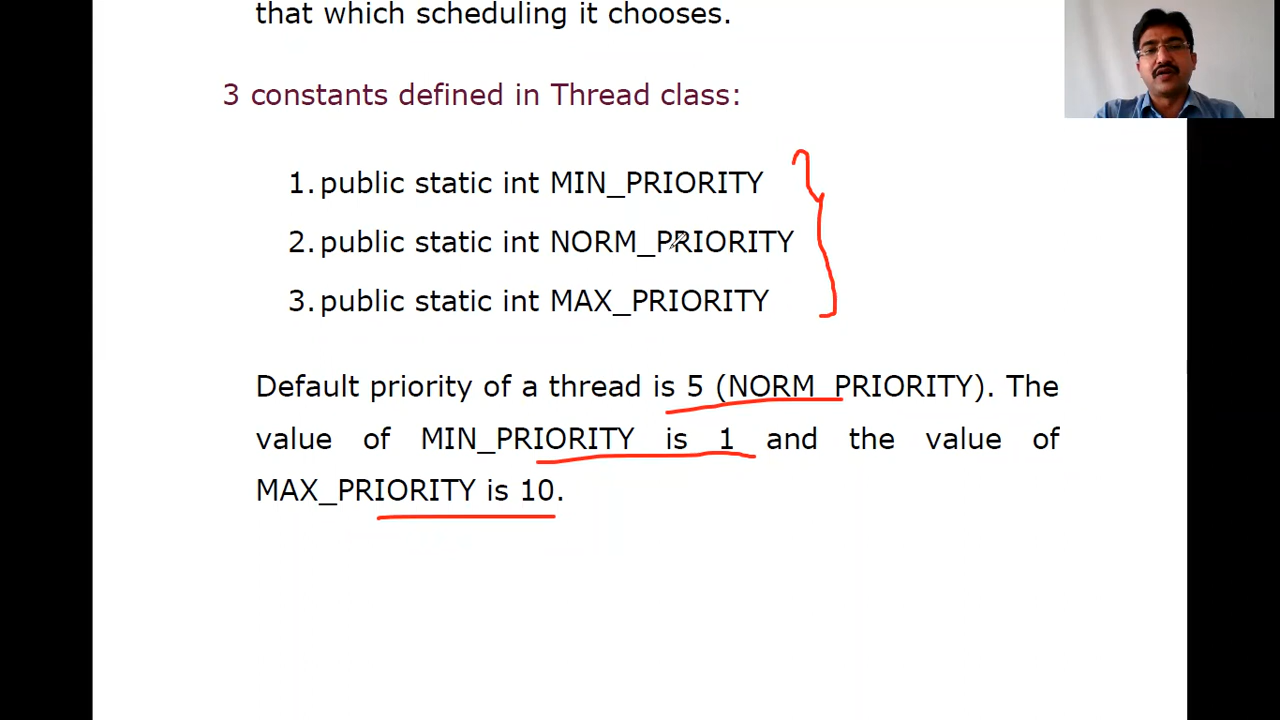 that which scheduling it chooses.
3 constants defined in Thread class:
1. public static int MIN_PRIORITY
2. public static int NORM_PRIORITY
3. public static int MAX_PRIORITY
Default priority of a thread is 5 (NORM_PRIORITY). The
value of MIN_PRIORITY is 1 and the value of
MAX_PRIORITY is 10.